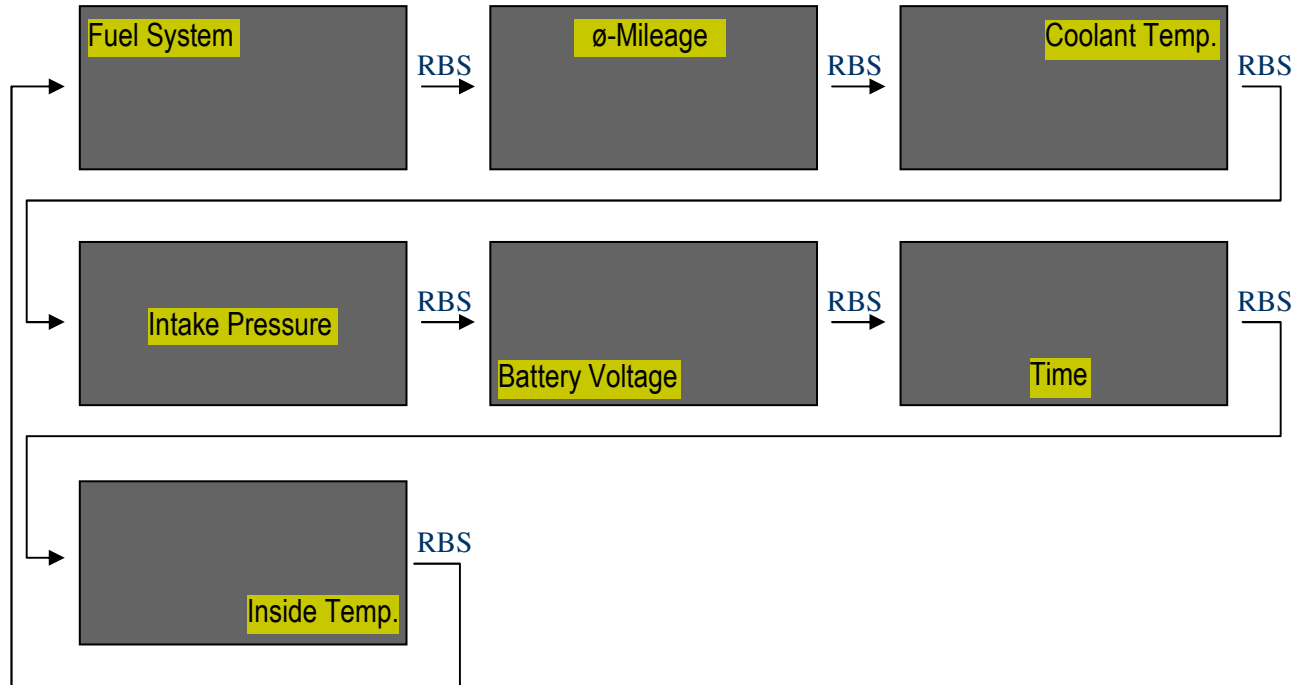 Fuel System
RBS
ø-Mileage
RBS
Coolant Temp.
RBS
Intake Pressure
RBS
Battery Voltage
RBS
Time
RBS
Inside Temp.
RBS